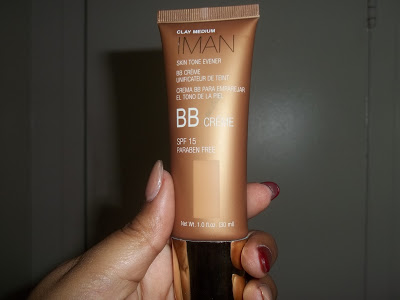 CLAY MEDIUM
iMAN
SKIN TONE EVENER
BB CRÈME
UNIFICATEUR DE TEINT
CREMA BB PARA EMPAREJAR
EL TONO DE LA PIEL
BB CRÈME
SPF 15
PARABEN FREE
Net Wt. 1.0 fl.oz. (30 ml)